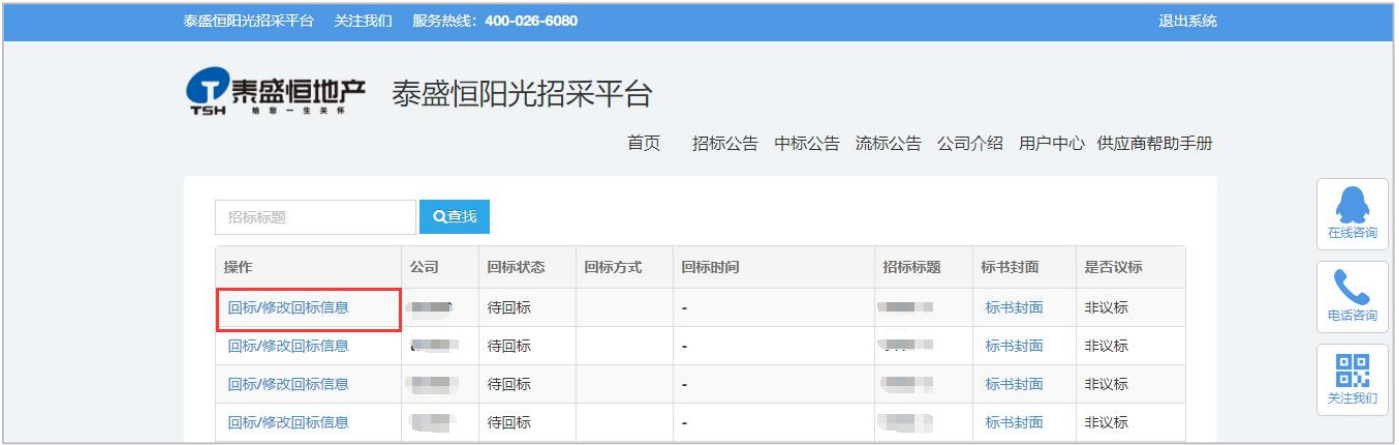 泰盛恒阳光招采平台 关注我们 服务热线: 400-026-6080 退出系统
泰盛恒地产 泰盛恒阳光招采平台
TSH 给您一生关怀
首页 招标公告 中标公告 流标公告 公司介绍 用户中心 供应商帮助手册
招标标题 查找
在线咨询
操作 公司 回标状态 回标方式 回标时间 招标标题 标书封面 是否议标
回标/修改回标信息 待回标 - 标书封面 非议标
电话咨询
回标/修改回标信息 待回标 - 标书封面 非议标
回标/修改回标信息 待回标 - 标书封面 非议标
关注我们
回标/修改回标信息 待回标 - 标书封面 非议标